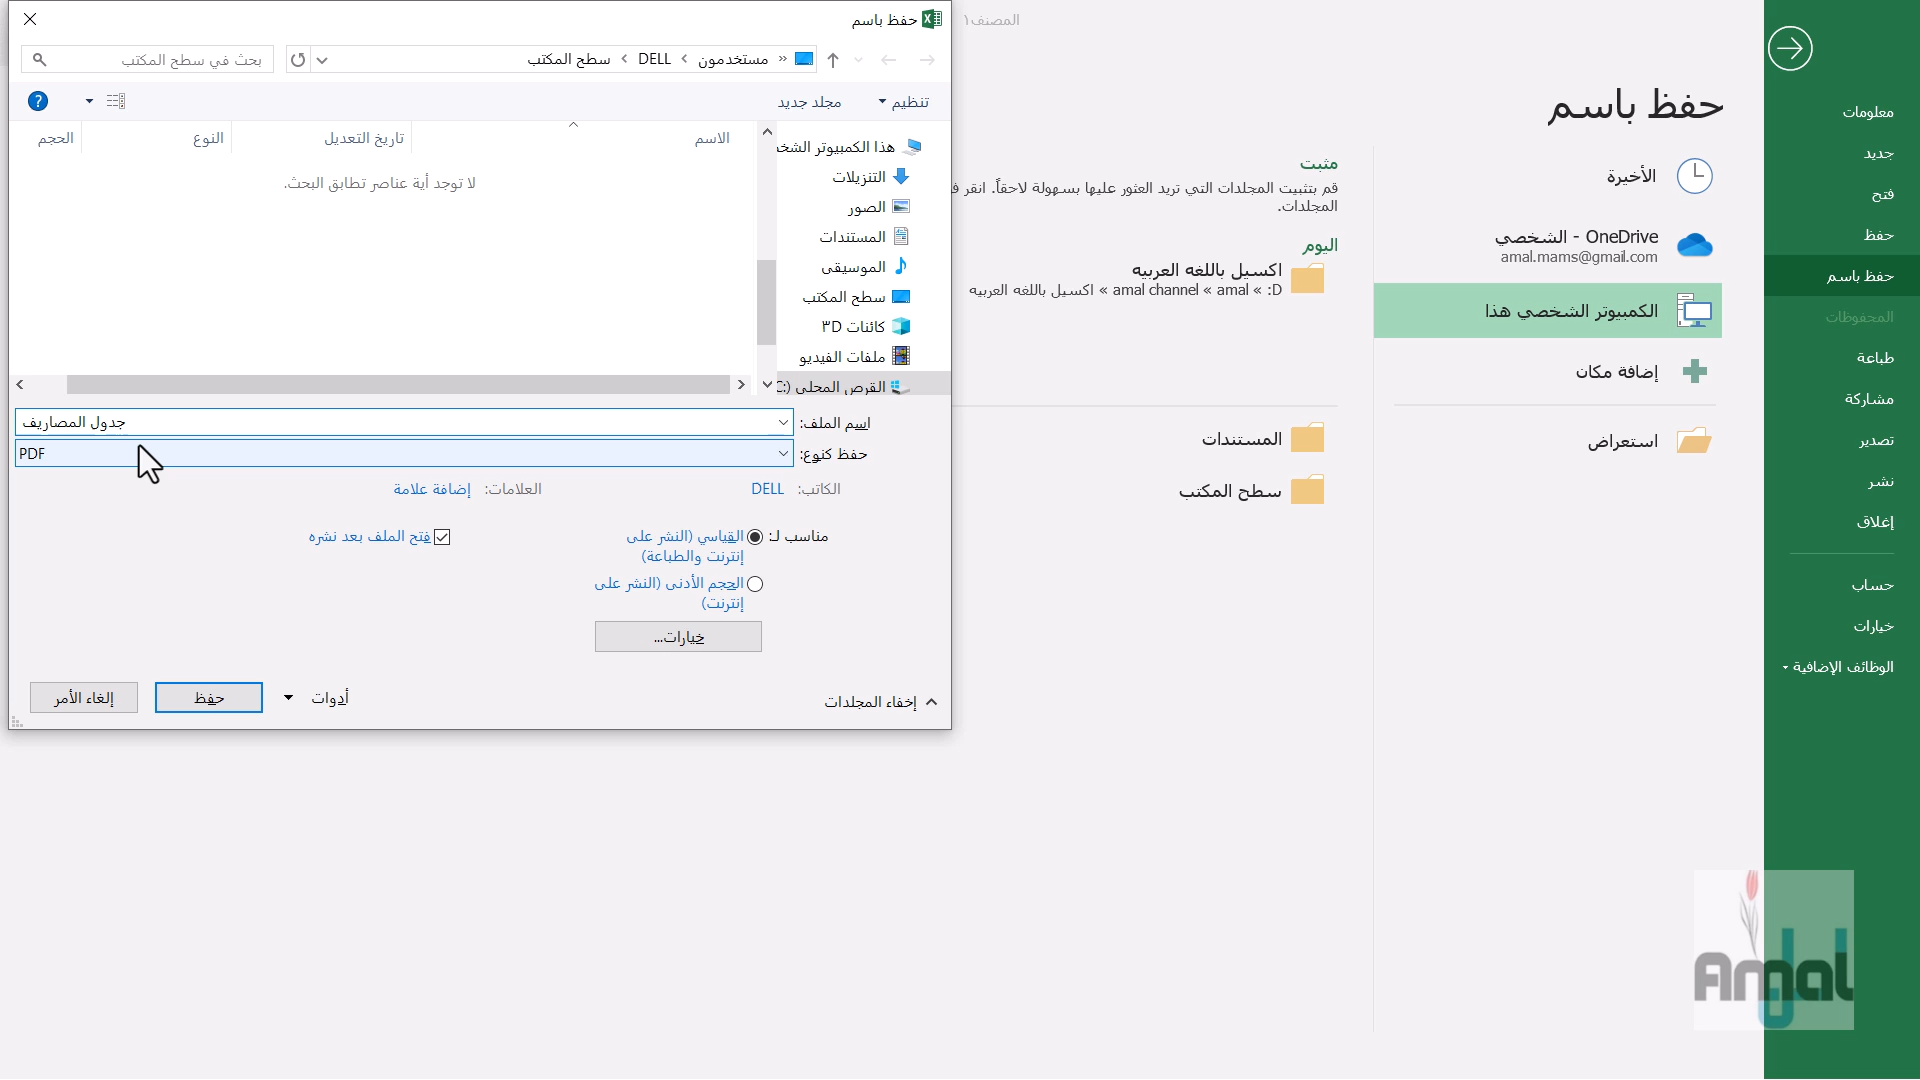 حفظ باسم
المصنف١
مستخدمون
DELL
سطح المكتب
بحث في سطح المكتب
تنظيم
مجلد جديد
الاسم
تاريخ التعديل
النوع
الحجم
لا توجد أية عناصر تطابق البحث.
هذا الكمبيوتر الشخ
التنزيلات
الصور
المستندات
الموسيقى
سطح المكتب
كائنات ٣D
ملفات الفيديو
القرص المحلي (:C
اسم الملف:
جدول المصاريف
حفظ كنوع:
PDF
الكاتب: DELL
العلامات: إضافة علامة
مناسب لـ:
القياسي (النشر على
إنترنت والطباعة)
الحجم الأدنى (النشر على
إنترنت)
فتح الملف بعد نشره
خيارات...
إخفاء المجلدات
أدوات
حفظ
إلغاء الأمر
معلومات
جديد
فتح
حفظ
حفظ باسم
المحفوظات
طباعة
مشاركة
تصدير
نشر
إغلاق
حساب
خيارات
الوظائف الإضافية
حفظ باسم
الأخيرة
OneDrive - الشخصي
amal.mams@gmail.com
الكمبيوتر الشخصي هذا
إضافة مكان
استعراض
مثبت
قم بتثبيت المجلدات التي تريد العثور عليها بسهولة لاحقاً. انقر
المجلدات.
اليوم
اكسيل باللغه العربيه
D: » amal » amal channel » اكسيل باللغه العربيه
المستندات
سطح المكتب
Amal
أمل